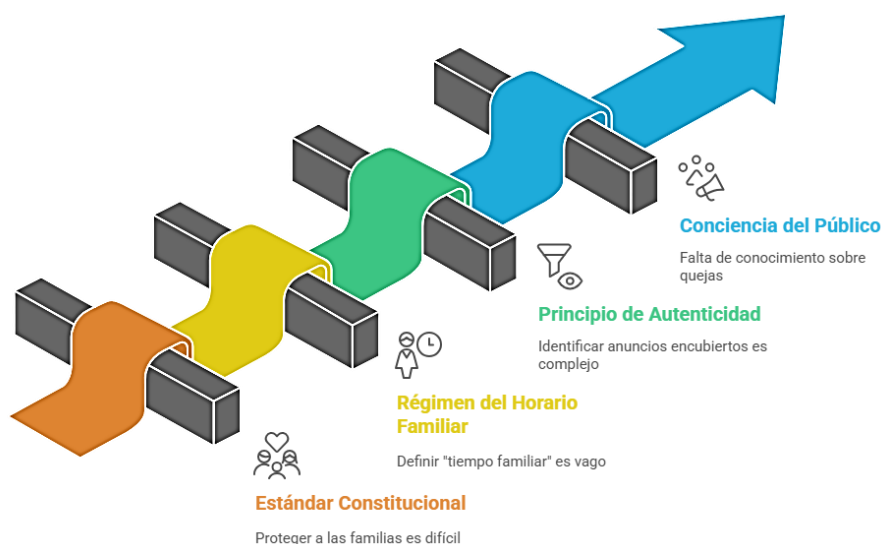 Conciencia del Público
Falta de conocimiento sobre
quejas
Principio de Autenticidad
Identificar anuncios encubiertos es
complejo
Régimen del Horario
Familiar
Definir "tiempo familiar" es vago
Estándar Constitucional
Proteger a las familias es difícil